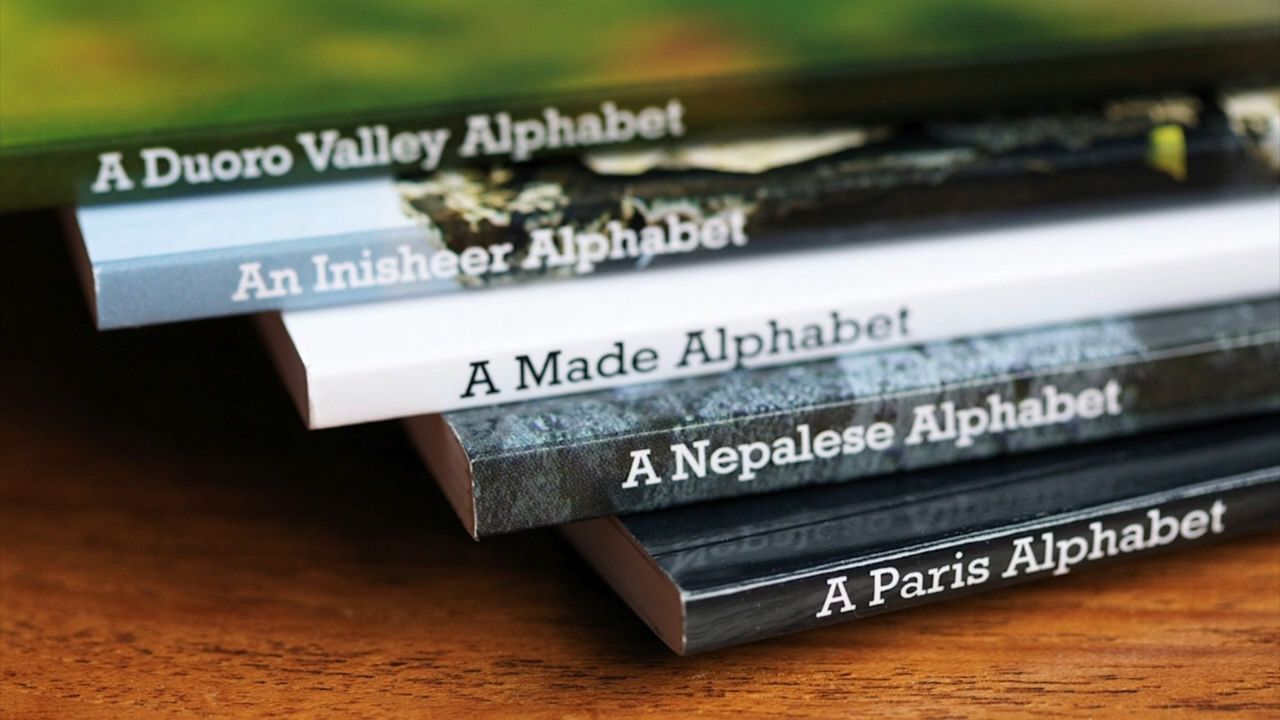 A Duoro Valley Alphabet
An Inisheer Alphabet
A Made Alphabet
A Nepalese Alphabet
A Paris Alphabet